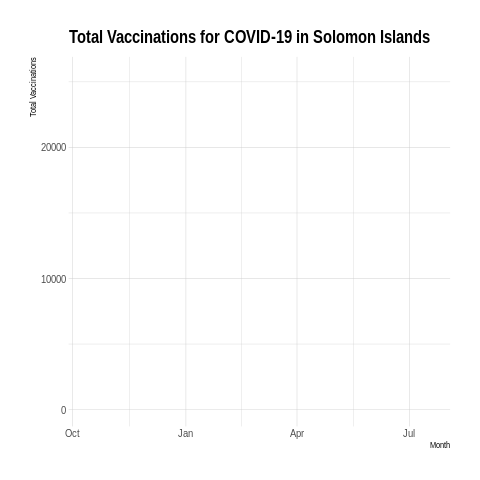 Total Vaccinations for COVID-19 in Solomon Islands
Total Vaccinations
20000
10000
0
Oct Jan Apr Jul
Month